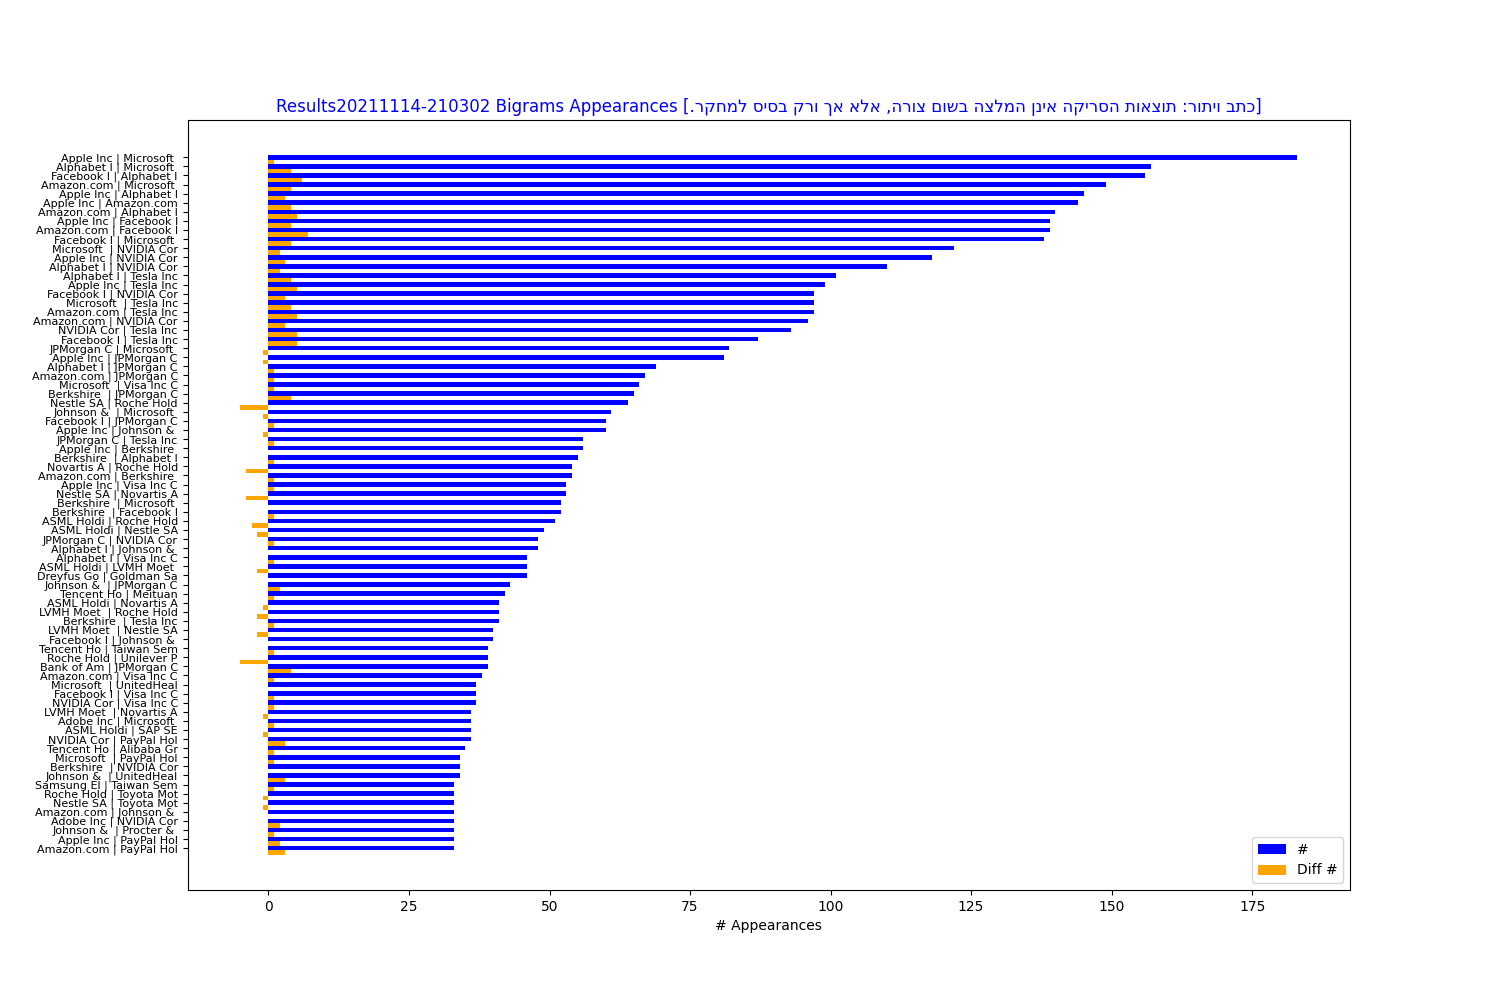 Results20211114-210302 Bigrams Appearances [כתב ויתור: תוצאות הסריקה אינן המלצה בשום צורה, אלא אך ורק בסיס למחקר.]
Apple Inc | Microsoft
Alphabet I | Microsoft
Facebook I | Alphabet I
Amazon.com | Microsoft
Apple Inc | Alphabet I
Apple Inc | Amazon.com
Amazon.com | Alphabet I
Apple Inc | Facebook I
Amazon.com | Facebook I
Facebook I | Microsoft
Microsoft | NVIDIA Cor
Apple Inc | NVIDIA Cor
Alphabet I | NVIDIA Cor
Alphabet I | Tesla Inc
Apple Inc | Tesla Inc
Facebook I | NVIDIA Cor
Microsoft | Tesla Inc
Amazon.com | Tesla Inc
Amazon.com | NVIDIA Cor
NVIDIA Cor | Tesla Inc
Facebook I | Tesla Inc
JPMorgan C | Microsoft
Apple Inc | JPMorgan C
Alphabet I | JPMorgan C
Amazon.com | JPMorgan C
Microsoft | Visa Inc C
Berkshire | JPMorgan C
Nestle SA | Roche Hold
Johnson & | Microsoft
Facebook I | JPMorgan C
Apple Inc | Johnson &
JPMorgan C | Tesla Inc
Apple Inc | Berkshire
Berkshire | Alphabet I
Novartis A | Roche Hold
Amazon.com | Berkshire
Apple Inc | Visa Inc C
Nestle SA | Novartis A
Berkshire | Microsoft
Berkshire | Facebook I
ASML Holdi | Roche Hold
ASML Holdi | Nestle SA
JPMorgan C | NVIDIA Cor
Alphabet I | Johnson &
Alphabet I | Visa Inc C
ASML Holdi | LVMH Moet
Dreyfus Go | Goldman Sa
Johnson & | JPMorgan C
Tencent Ho | Meituan
ASML Holdi | Novartis A
LVMH Moet | Roche Hold
Berkshire | Tesla Inc
LVMH Moet | Nestle SA
Facebook I | Johnson &
Tencent Ho | Taiwan Sem
Roche Hold | Unilever P
Bank of Am | JPMorgan C
Amazon.com | Visa Inc C
Microsoft | UnitedHeal
Facebook I | Visa Inc C
NVIDIA Cor | Visa Inc C
LVMH Moet | Novartis A
Adobe Inc | Microsoft
ASML Holdi | SAP SE
NVIDIA Cor | PayPal Hol
Tencent Ho | Alibaba Gr
Microsoft | PayPal Hol
Berkshire | NVIDIA Cor
Johnson & | UnitedHeal
Samsung El | Taiwan Sem
Roche Hold | Toyota Mot
Nestle SA | Toyota Mot
Amazon.com | Johnson &
Adobe Inc | NVIDIA Cor
Johnson & | Procter &
Apple Inc | PayPal Hol
Amazon.com | PayPal Hol
#
Diff #
0 25 50 75 100 125 150 175
# Appearances